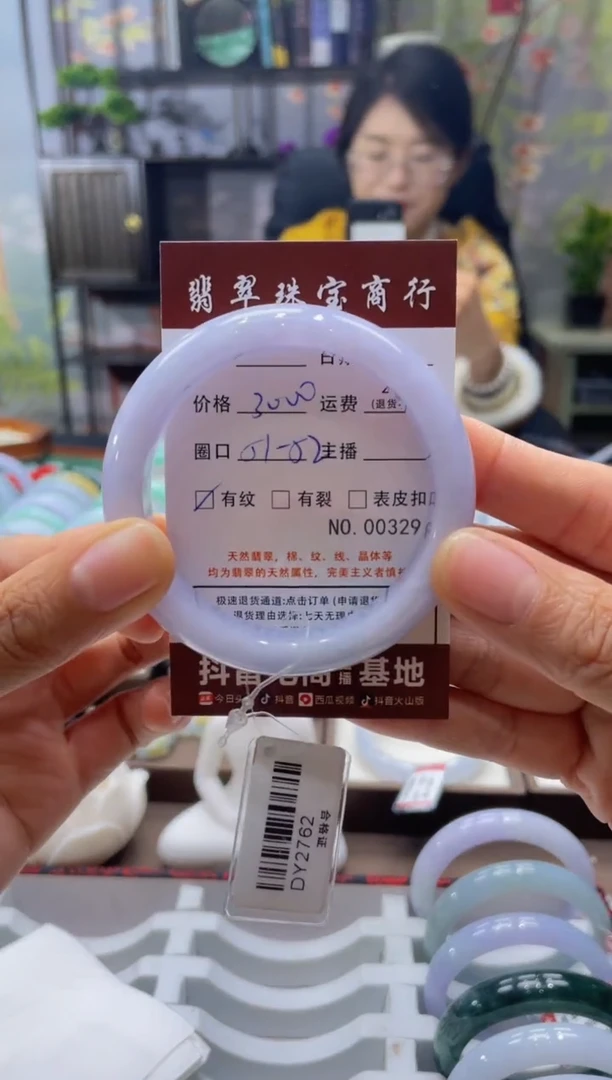 翡翠珠宝商行
价格 3000 运费 (退货
圈口 51-52 主播
有纹 有裂 表皮扣
NO.00329
天然翡翠，棉、纹、线、晶体等
均为翡翠的天然属性，完美主义者慎
极速退货通道:点击订单(申请退货
退货理由选择:七天无理由
抖音电商直播基地
今日头 抖音 西瓜视频 抖音火山版
合格证
DY2762